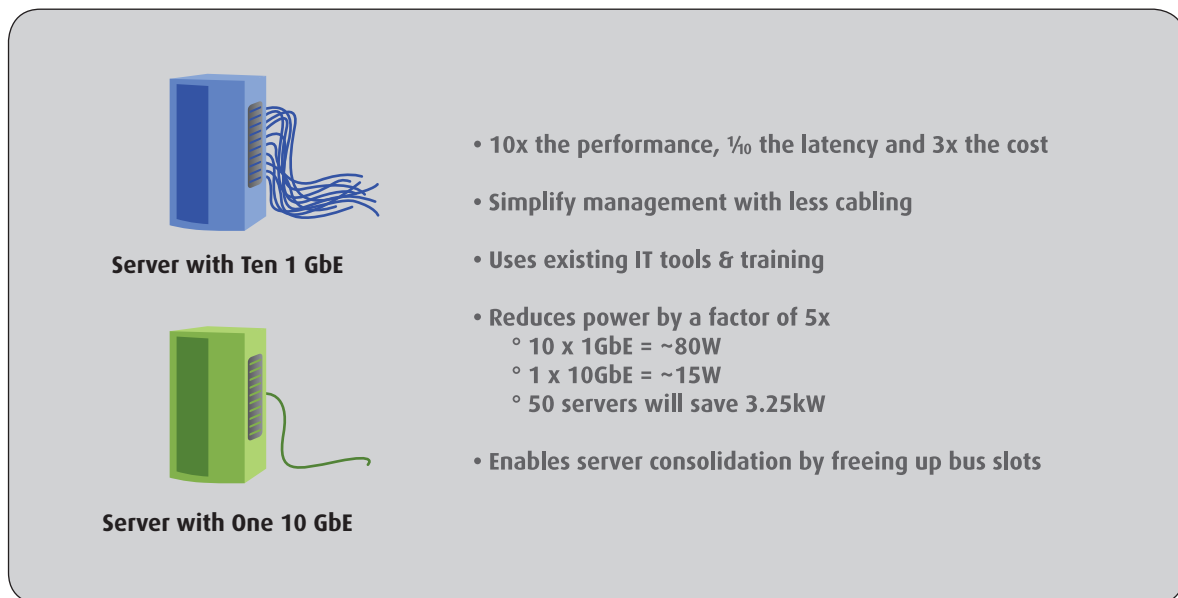 Server with Ten 1 GbE
Server with One 10 GbE
• 10x the performance, ⅒ the latency and 3x the cost
• Simplify management with less cabling
• Uses existing IT tools & training
• Reduces power by a factor of 5x
° 10 x 1GbE = ~80W
° 1 x 10GbE = ~15W
° 50 servers will save 3.25kW
• Enables server consolidation by freeing up bus slots